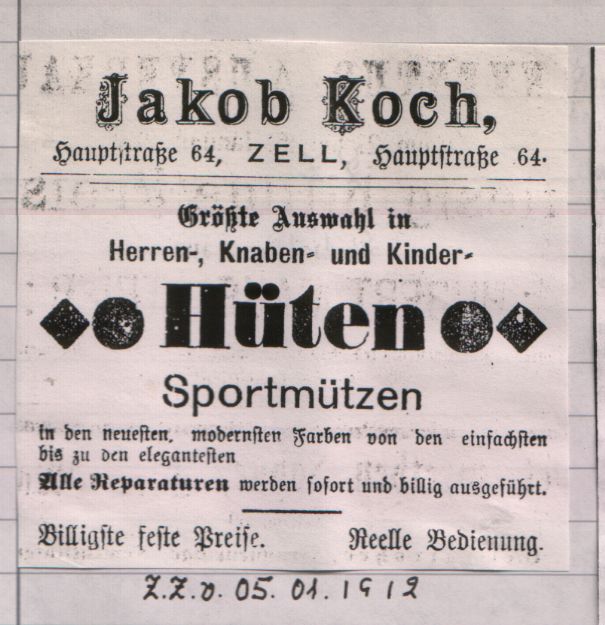 Jakob Koch,
Hauptstraße 64, ZELL, Hauptstraße 64.
Größte Auswahl in
Herren-, Knaben- und Kinder-
Hüten
Sportmützen
in den neuesten, modernsten Farben von den einfachsten
bis zu den elegantesten
Alle Reparaturen werden sofort und billig ausgeführt.
Billigste feste Preise. Reelle Bedienung.
Z.Z.v. 05. 01. 1912